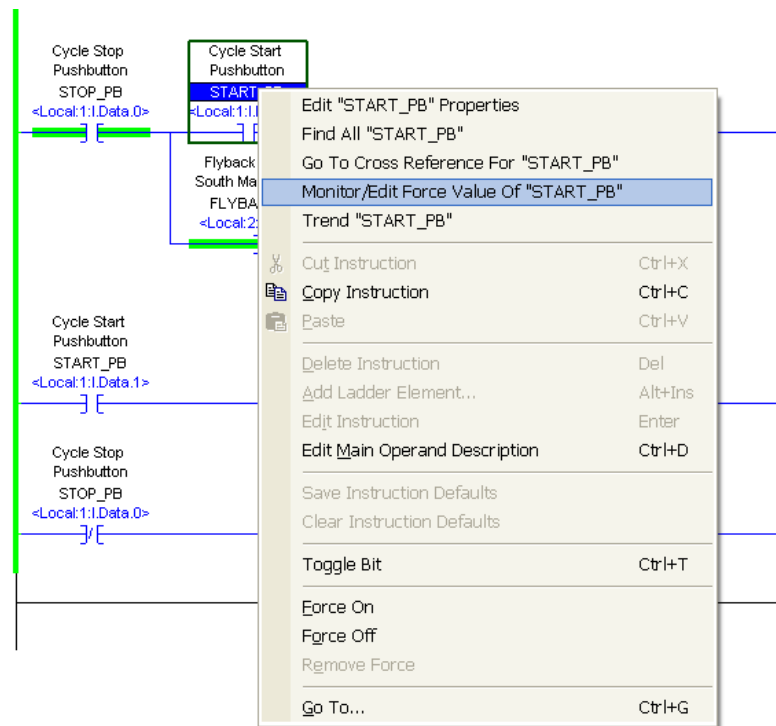 Cycle Stop
Pushbutton
STOP_PB
<Local:1:I.Data.0>
Cycle Start
Pushbutton
START
<Local:1:I
Flyback
South Ma
FLYBA
<Local:2:
Cycle Start
Pushbutton
START_PB
<Local:1:I.Data.1>
Cycle Stop
Pushbutton
STOP_PB
<Local:1:I.Data.0>
Edit "START_PB" Properties
Find All "START_PB"
Go To Cross Reference For "START_PB"
Monitor/Edit Force Value Of "START_PB"
Trend "START_PB"
Cut Instruction Ctrl+X
Copy Instruction Ctrl+C
Paste Ctrl+V
Delete Instruction Del
Add Ladder Element... Alt+Ins
Edit Instruction Enter
Edit Main Operand Description Ctrl+D
Save Instruction Defaults
Clear Instruction Defaults
Toggle Bit Ctrl+T
Force On
Force Off
Remove Force
Go To... Ctrl+G